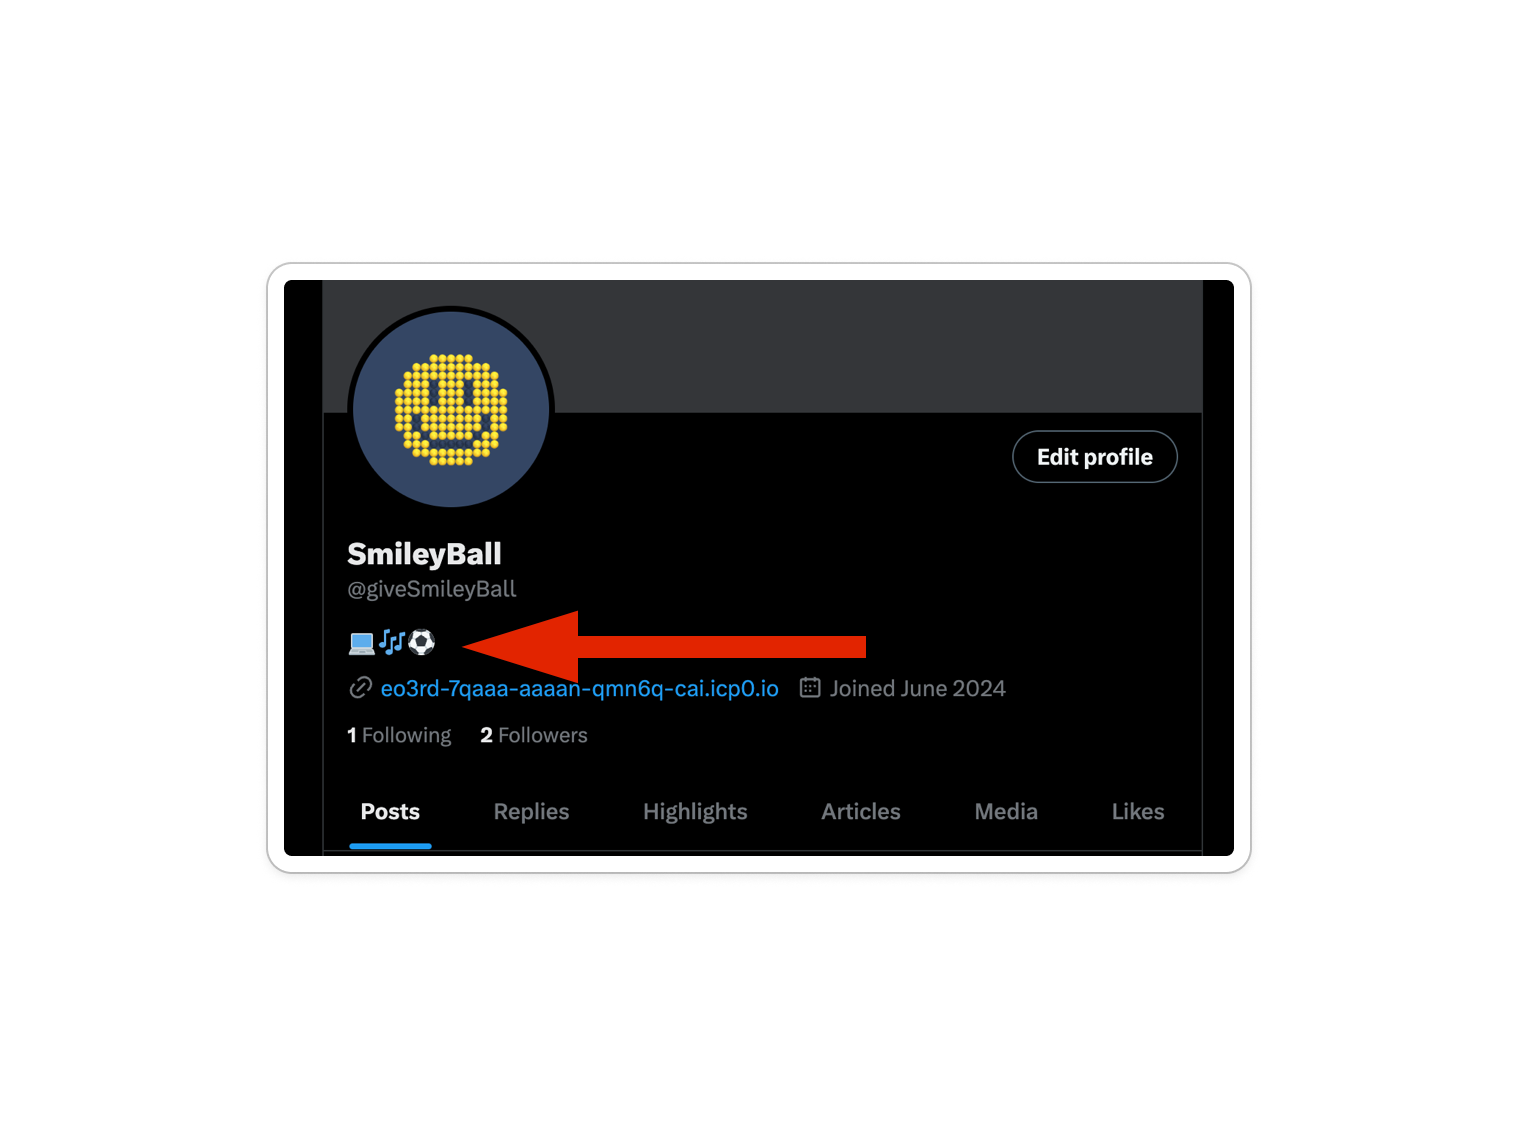 Edit profile
SmileyBall
@giveSmileyBall
💻🎶⚽
eo3rd-7qaaa-aaaan-qmn6q-cai.icp0.io Joined June 2024
1 Following 2 Followers
Posts Replies Highlights Articles Media Likes